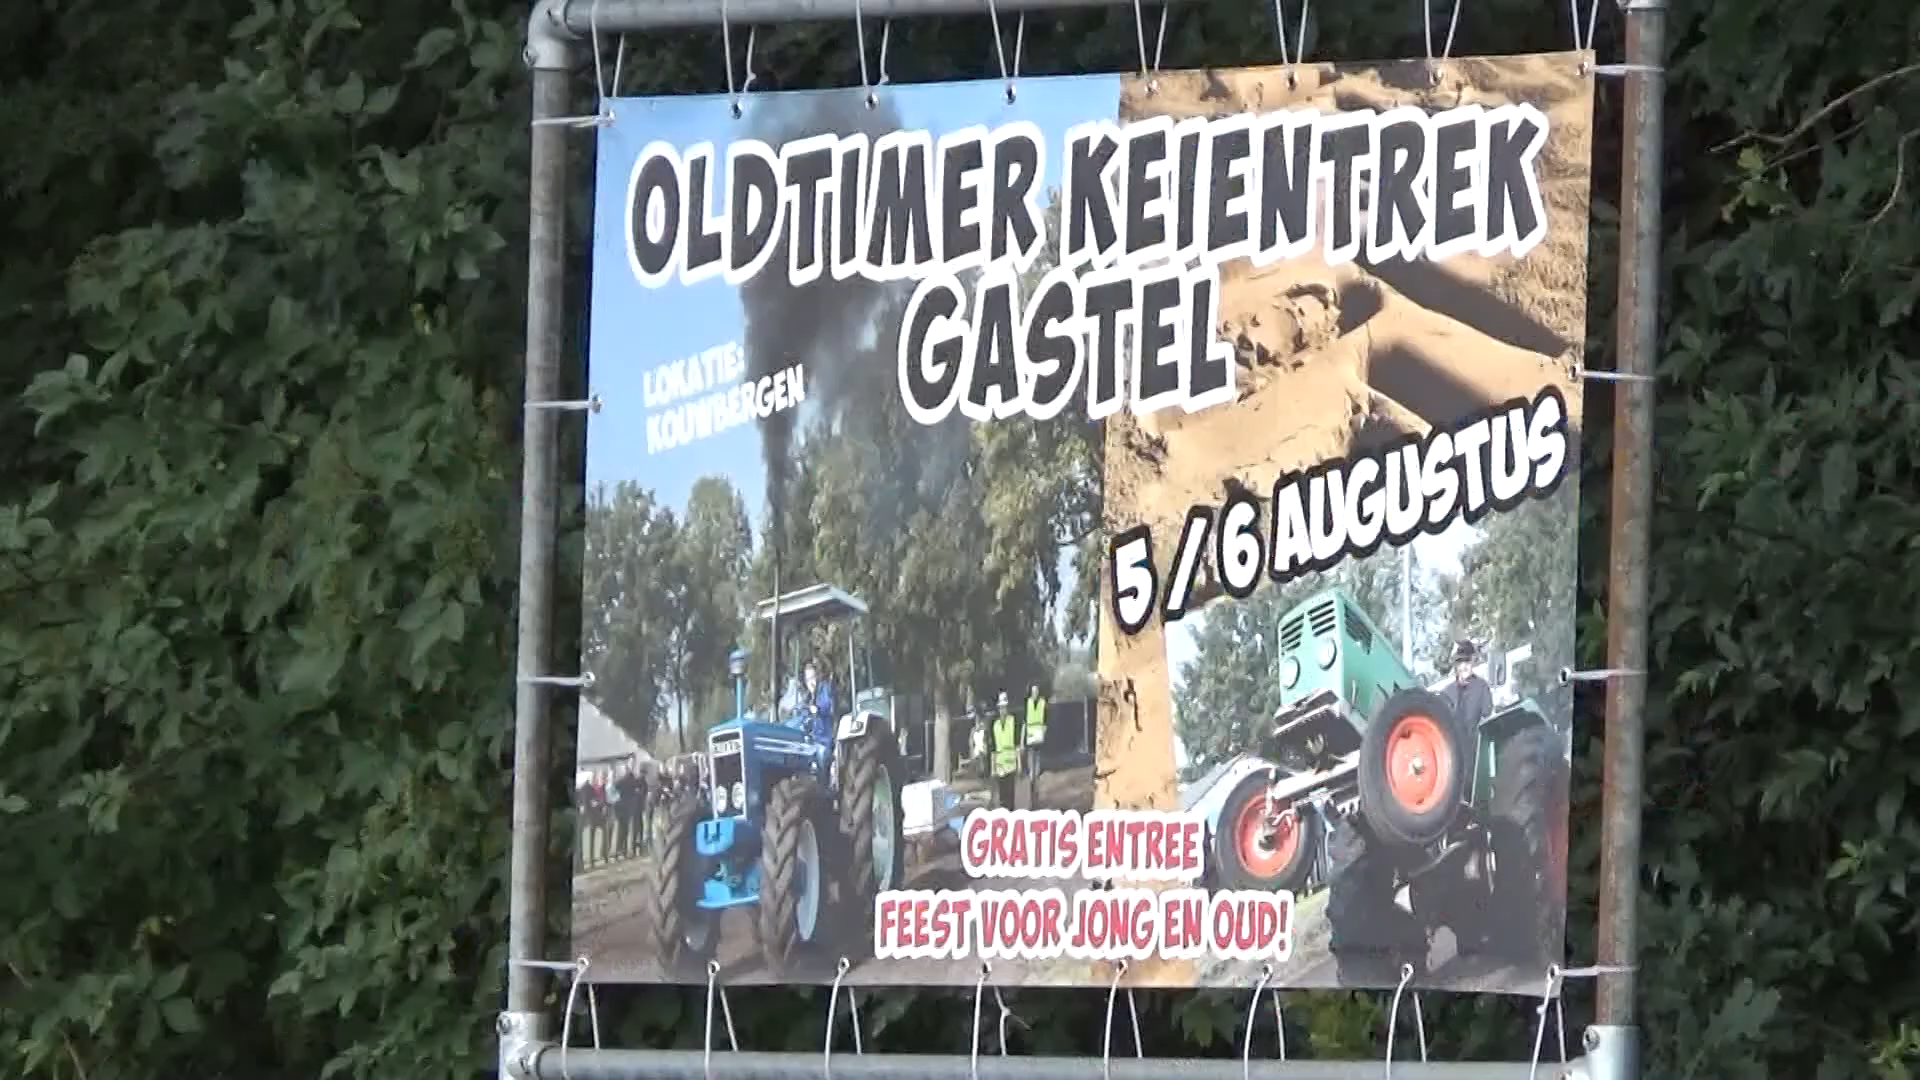 OLDTIMER KEIENTREK
GASTEL
LOKATIE:
KOUWBERGEN
5 / 6 AUGUSTUS
GRATIS ENTREE
FEEST VOOR JONG EN OUD!